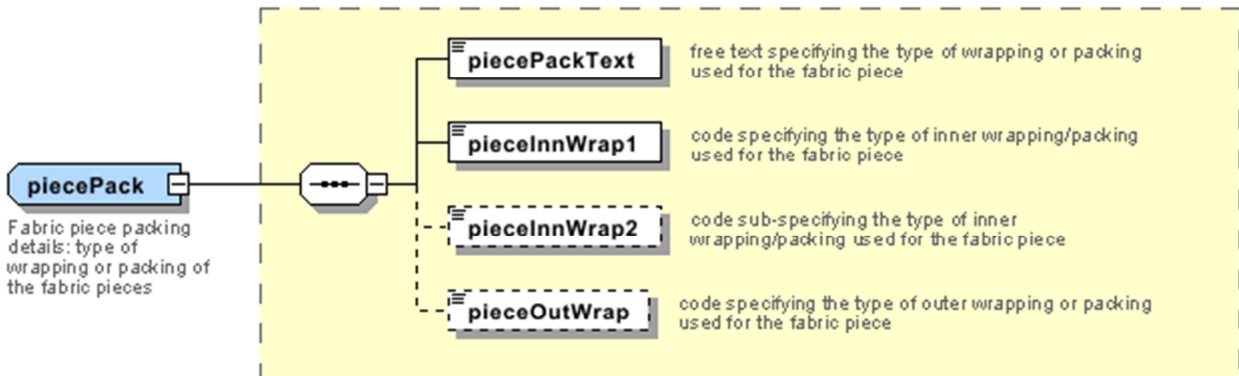 piecePackText
free text specifying the type of wrapping or packing
used for the fabric piece
pieceInnWrap1
code specifying the type of inner wrapping/packing
used for the fabric piece
piecePack
Fabric piece packing
details: type of
wrapping or packing of
the fabric pieces
pieceInnWrap2
code sub-specifying the type of inner
wrapping/packing used for the fabric piece
pieceOutWrap
code specifying the type of outer wrapping or packing
used for the fabric piece